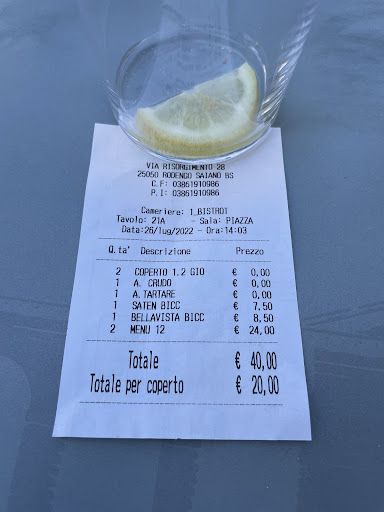 VIA RISORGIMENTO 28
25050 RODENGO SAIANO BS
C.F: 03861910986
P.I: 03861910986
Cameriere: 1_BISTROT
Tavolo: 21A - Sala: PIAZZA
Data:26/lug/2022 - Ora:14:03
Q.ta' Descrizione Prezzo
2 COPERTO 1.2 GIO € 0,00
1 A. CRUDO € 0,00
1 A.TARTARE € 0,00
1 SATEN BICC € 7,50
1 BELLAVISTA BICC € 8,50
2 MENU 12 € 24,00
Totale € 40,00
Totale per coperto € 20,00